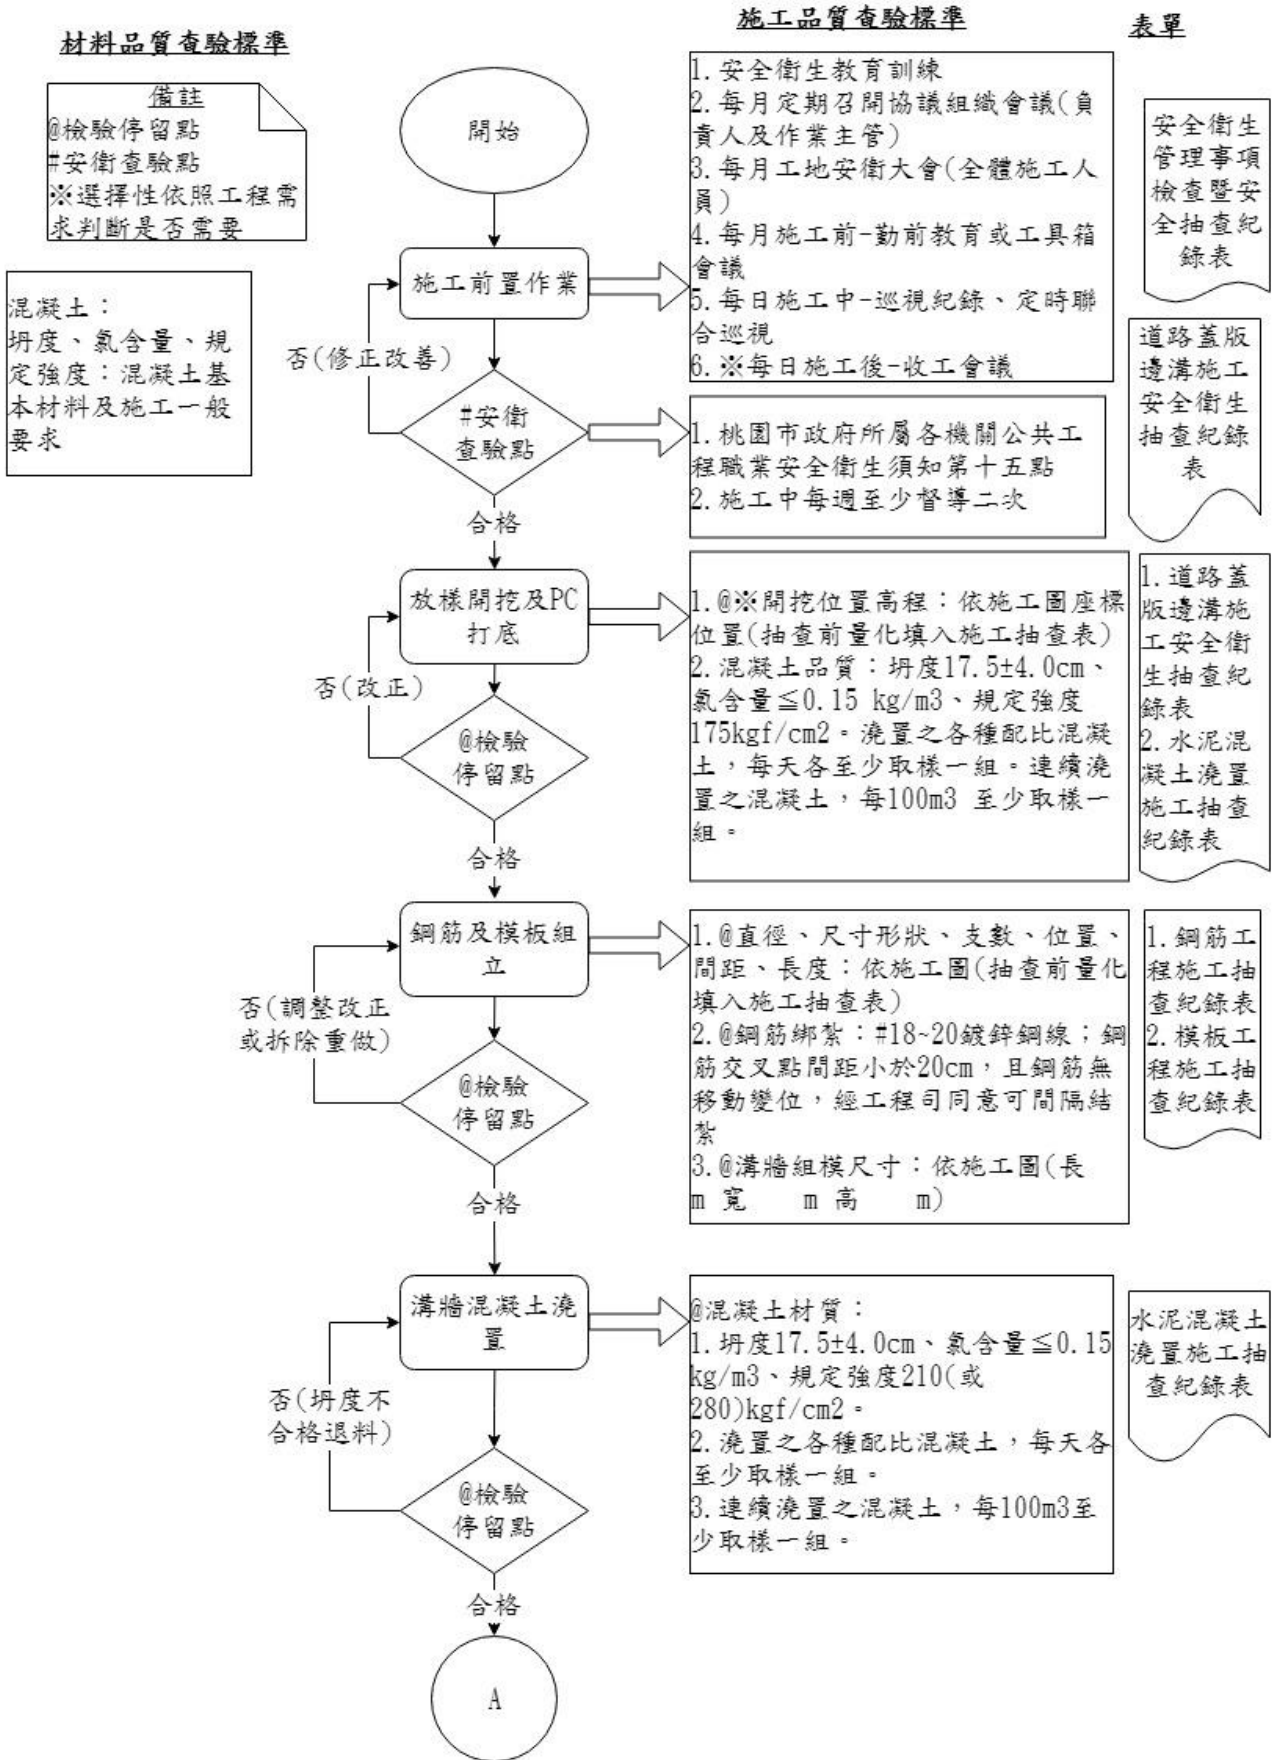 材料品質查驗標準
施工品質查驗標準
表單
備註
@檢驗停留點
#安衛查驗點
※選擇性依照工程需
求判斷是否需要
混凝土：
坍度、氯含量、規
定強度：混凝土基
本材料及施工一般
要求
開始
施工前置作業
否(修正改善)
#安衛
查驗點
合格
1.安全衛生教育訓練
2.每月定期召開協議組織會議(負
責人及作業主管)
3.每月工地安衛大會(全體施工人
員)
4.每月施工前-勤前教育或工具箱
會議
5.每日施工中-巡視紀錄、定時聯
合巡視
6.※每日施工後-收工會議
安全衛生
管理事項
檢查暨安
全抽查紀
錄表
1.桃園市政府所屬各機關公共工
程職業安全衛生須知第十五點
2.施工中每週至少督導二次
道路蓋版
邊溝施工
安全衛生
抽查紀錄
表
放樣開挖及PC
打底
否(改正)
@檢驗
停留點
合格
1.@※開挖位置高程：依施工圖座標
位置(抽查前量化填入施工抽查表)
2.混凝土品質：坍度17.5±4.0cm、
氯含量≦0.15 kg/m3、規定強度
175kgf/cm2。澆置之各種配比混凝
土，每天各至少取樣一組。連續澆
置之混凝土，每100m3 至少取樣一
組。
1.道路蓋
版邊溝施
工安全衛
生抽查紀
錄表
2.水泥混
凝土澆置
施工抽查
紀錄表
鋼筋及模板組
立
否(調整改正
或拆除重做)
@檢驗
停留點
合格
1.@直徑、尺寸形狀、支數、位置、
間距、長度：依施工圖(抽查前量化
填入施工抽查表)
2.@鋼筋綁紮：#18~20鍍鋅鋼線；鋼
筋交叉點間距小於20cm，且鋼筋無
移動變位，經工程司同意可間隔結
紮
3.@溝牆組模尺寸：依施工圖(長
m 寬 m 高 m)
1.鋼筋工
程施工抽
查紀錄表
2.模板工
程施工抽
查紀錄表
溝牆混凝土澆
置
否(坍度不
合格退料)
@檢驗
停留點
合格
A
@混凝土材質：
1.坍度17.5±4.0cm、氯含量≦0.15
kg/m3、規定強度210(或
280)kgf/cm2。
2.澆置之各種配比混凝土，每天各
至少取樣一組。
3.連續澆置之混凝土，每100m3至
少取樣一組。
水泥混凝土
澆置施工抽
查紀錄表